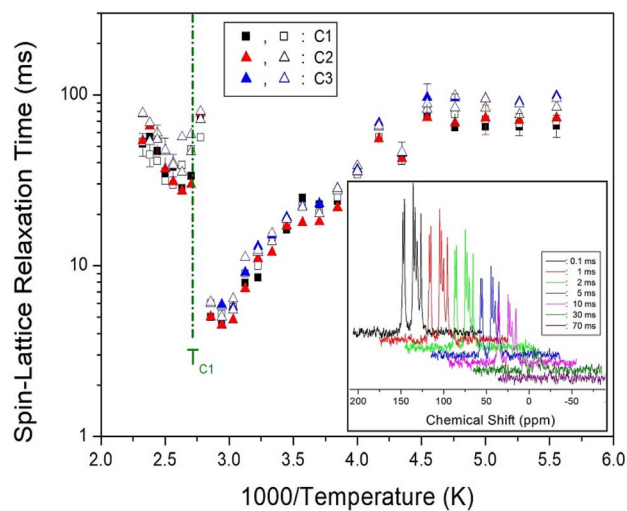 Spin-Lattice Relaxation Time (ms)
100
10
1
, : C1
, : C2
, : C3
T C1
: 0.1 ms
: 1 ms
: 2 ms
: 5 ms
: 10 ms
: 30 ms
: 70 ms
200 150 100 50 0 -50
Chemical Shift (ppm)
2.0 2.5 3.0 3.5 4.0 4.5 5.0 5.5 6.0
1000/Temperature (K)